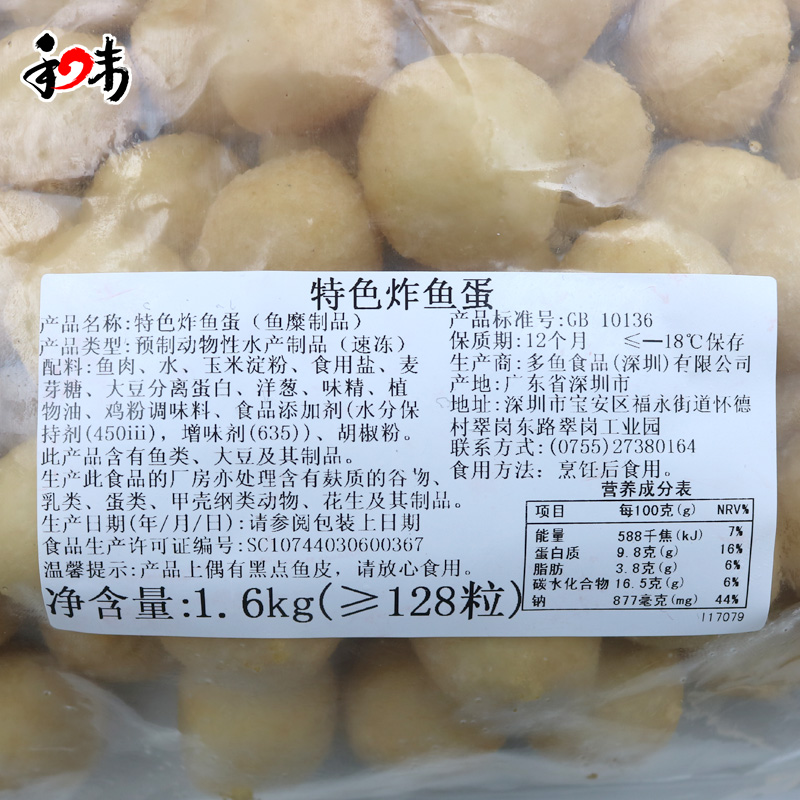 和味
特色炸鱼蛋
产品名称:特色炸鱼蛋(鱼糜制品)
产品类型:预制动物性水产制品(速冻)
配料:鱼肉、水、玉米淀粉、食用盐、麦
芽糖、大豆分离蛋白、洋葱、味精、植
物油、鸡粉调味料、食品添加剂(水分保
持剂(450iii),增味剂(635))、胡椒粉。
此产品含有鱼类、大豆及其制品。
生产此食品的厂房亦处理含有麸质的谷物、
乳类、蛋类、甲壳纲类动物、花生及其制品。
生产日期(年/月/日):请参阅包装上日期
食品生产许可证编号:SC10744030600367
温馨提示:产品上偶有黑点鱼皮,请放心食用。
净含量:1.6kg(≥128粒)
产品标准号:GB 10136
保质期:12个月 ≤—18℃保存
生产商:多鱼食品(深圳)有限公司
产地:广东省深圳市
地址:深圳市宝安区福永街道怀德
村翠岗东路翠岗工业园
联系方式:(0755)27380164
食用方法:烹饪后食用。
营养成分表
项目 每100克(g) NRV%
能量 588千焦(kJ) 7%
蛋白质 9.8克(g) 16%
脂肪 3.8克(g) 6%
碳水化合物 16.5克(g) 6%
钠 877毫克(mg) 44%
117079